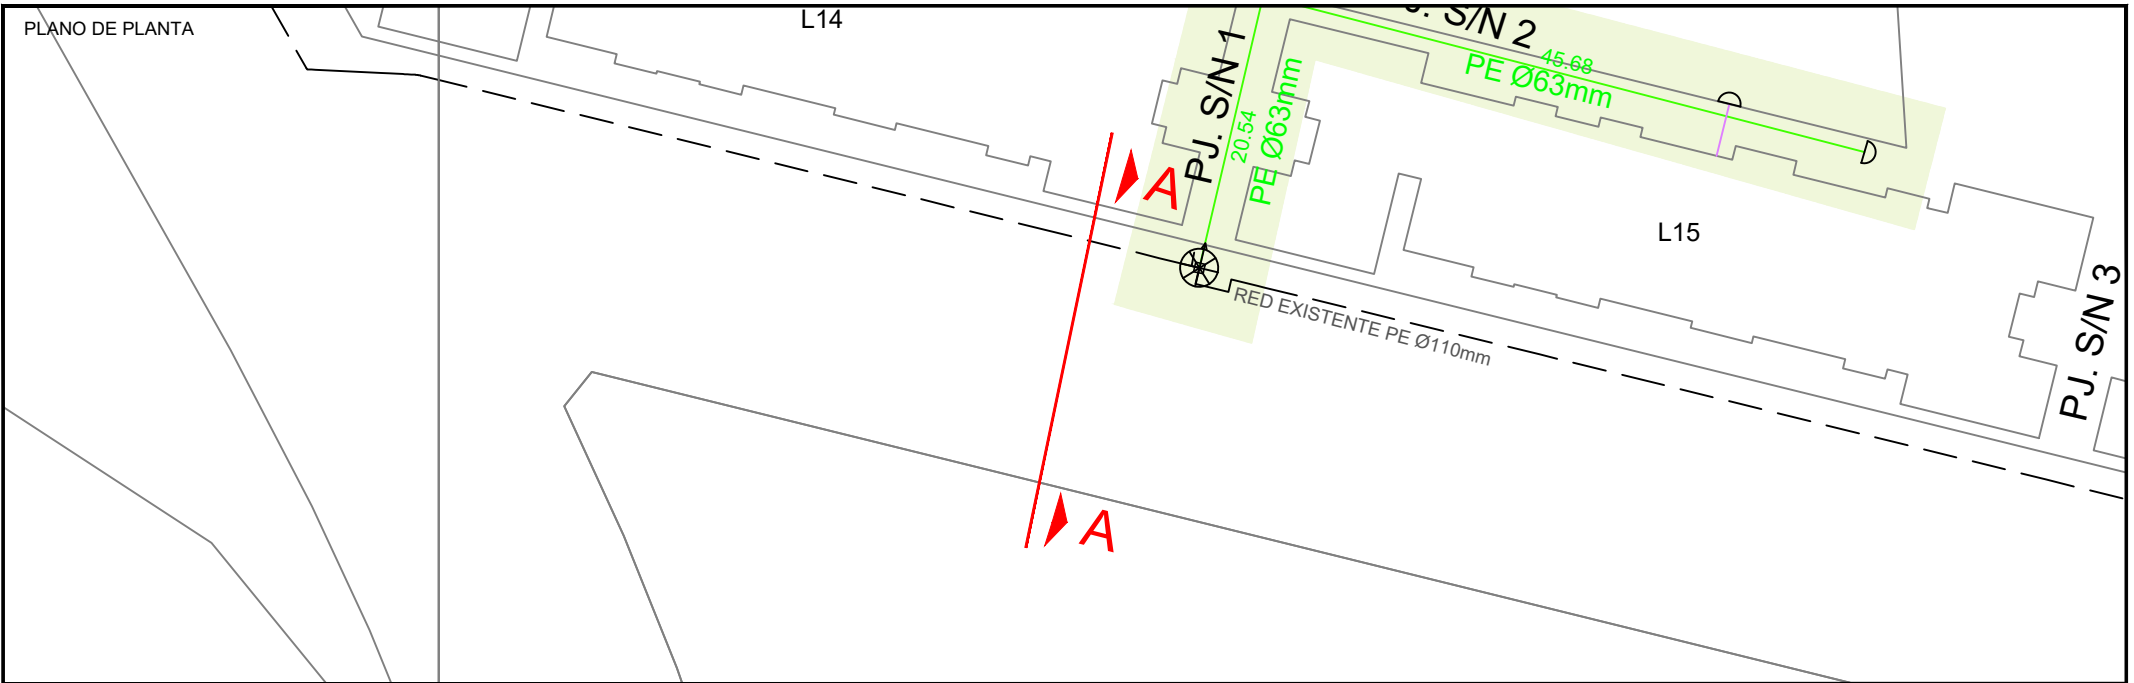 PLANO DE PLANTA
L14
PJ. S/N 1
20.54
PE Ø63mm
J. S/N 2
45.68
PE Ø63mm
A
L15
RED EXISTENTE PE Ø110mm
PJ. S/N 3
A